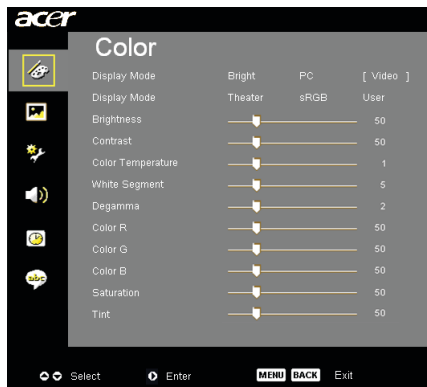 acer
Color
Display Mode Bright PC [ Video ]
Display Mode Theater sRGB User
Brightness 50
Contrast 50
Color Temperature 1
White Segment 5
Degamma 2
Color R 50
Color G 50
Color B 50
Saturation 50
Tint 50
abc
Select Enter MENU BACK Exit